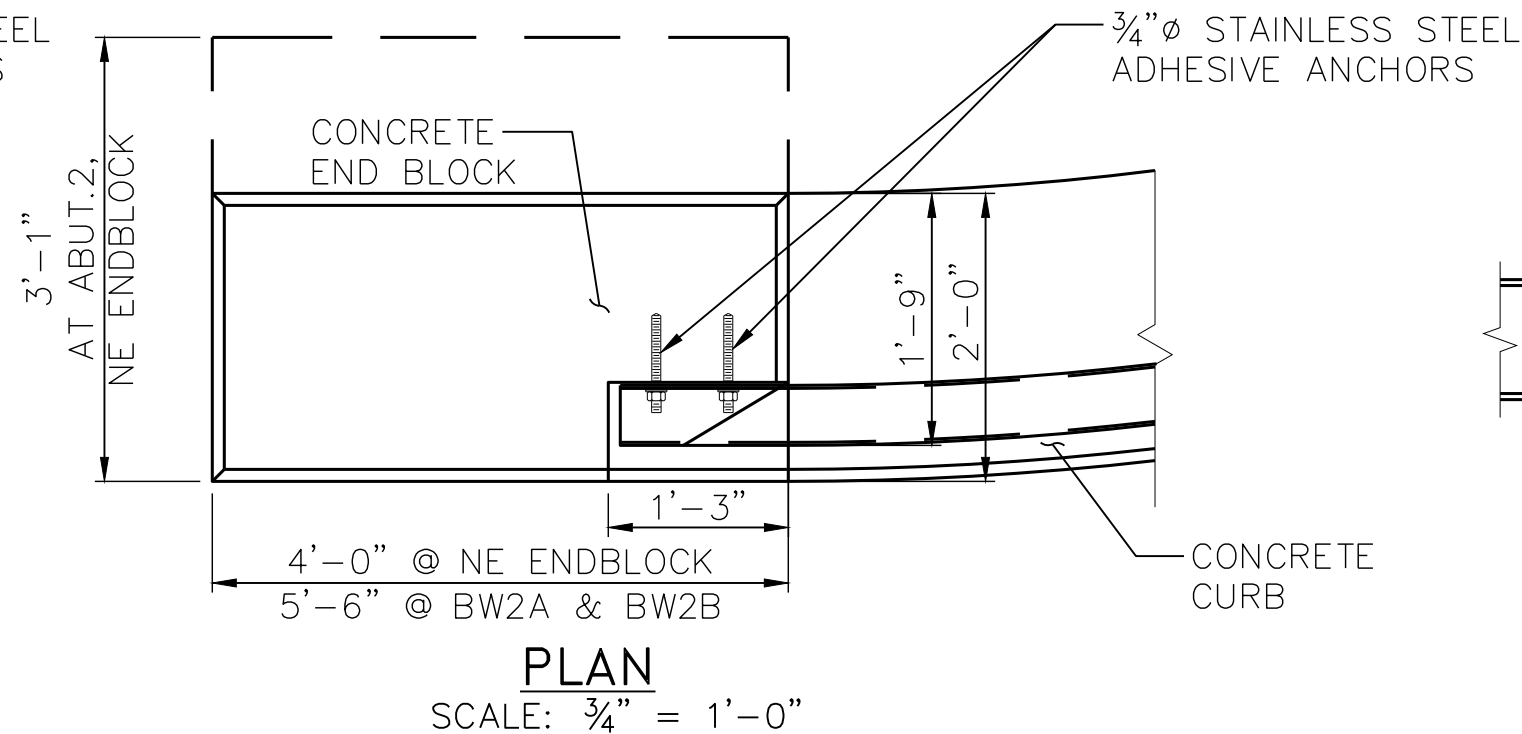 ¾"ø STAINLESS STEEL
ADHESIVE ANCHORS
CONCRETE
END BLOCK
3'-1"
AT ABUT.2,
NE ENDBLOCK
1'-9"
2'-0"
1'-3"
4'-0" @ NE ENDBLOCK
5'-6" @ BW2A & BW2B
CONCRETE
CURB
PLAN
SCALE: ¾" = 1'-0"